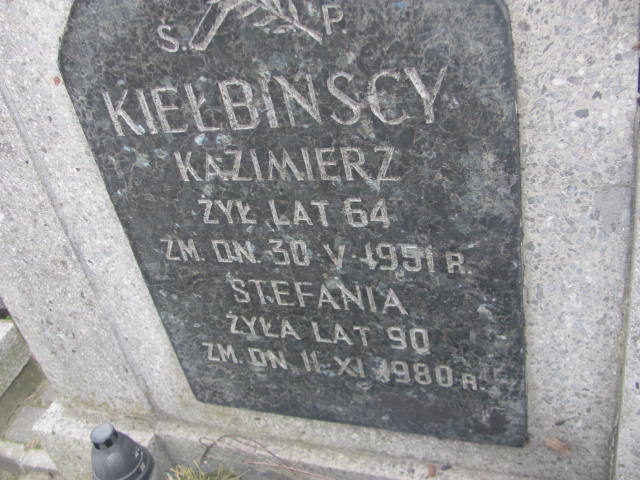 Ś. P.
KIEŁBIŃSCY
KAZIMIERZ
ŻYŁ LAT 64
ZM. DN. 30 V 1951 R.
STEFANIA
ŻYŁA LAT 90
ZM. DN. 11 XI 1980 R.